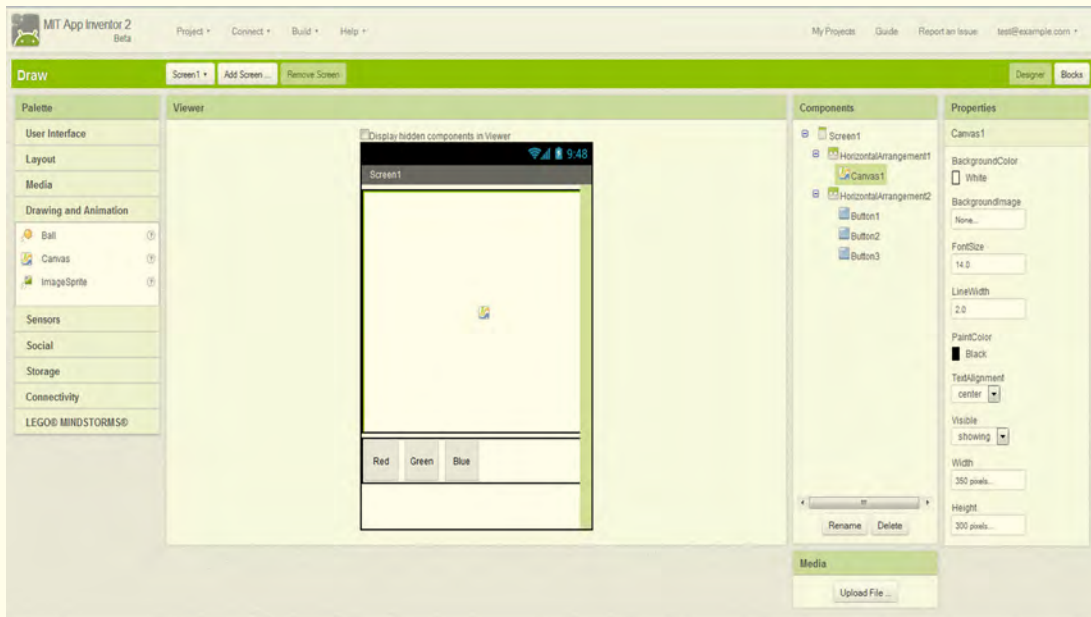 MIT App Inventor 2
Beta
Project
Connect
Build
Help
My Projects
Guide
Report an Issue
test@example.com
Draw
Screen1
Add Screen ...
Remove Screen
Designer
Blocks
Palette
User Interface
Layout
Media
Drawing and Animation
Ball
Canvas
ImageSprite
Sensors
Social
Storage
Connectivity
LEGO® MINDSTORMS®
Viewer
Display hidden components in Viewer
9:48
Screen1
Red
Green
Blue
Components
Screen1
HorizontalArrangement1
Canvas1
HorizontalArrangement2
Button1
Button2
Button3
Rename
Delete
Media
Upload File ...
Properties
Canvas1
BackgroundColor
White
BackgroundImage
None...
FontSize
14.0
LineWidth
2.0
PaintColor
Black
TextAlignment
center
Visible
showing
Width
350 pixels...
Height
300 pixels...